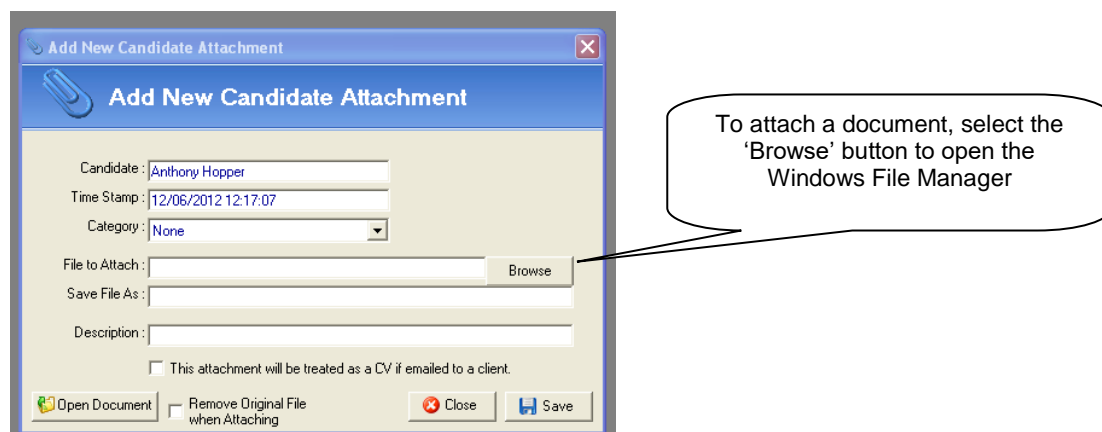 Add New Candidate Attachment
Add New Candidate Attachment
To attach a document, select the
‘Browse’ button to open the
Windows File Manager
Candidate : Anthony Hopper
Time Stamp : 12/06/2012 12:17:07
Category : None
File to Attach : Browse
Save File As :
Description :
This attachment will be treated as a CV if emailed to a client.
Open Document
Remove Original File
when Attaching
Close
Save